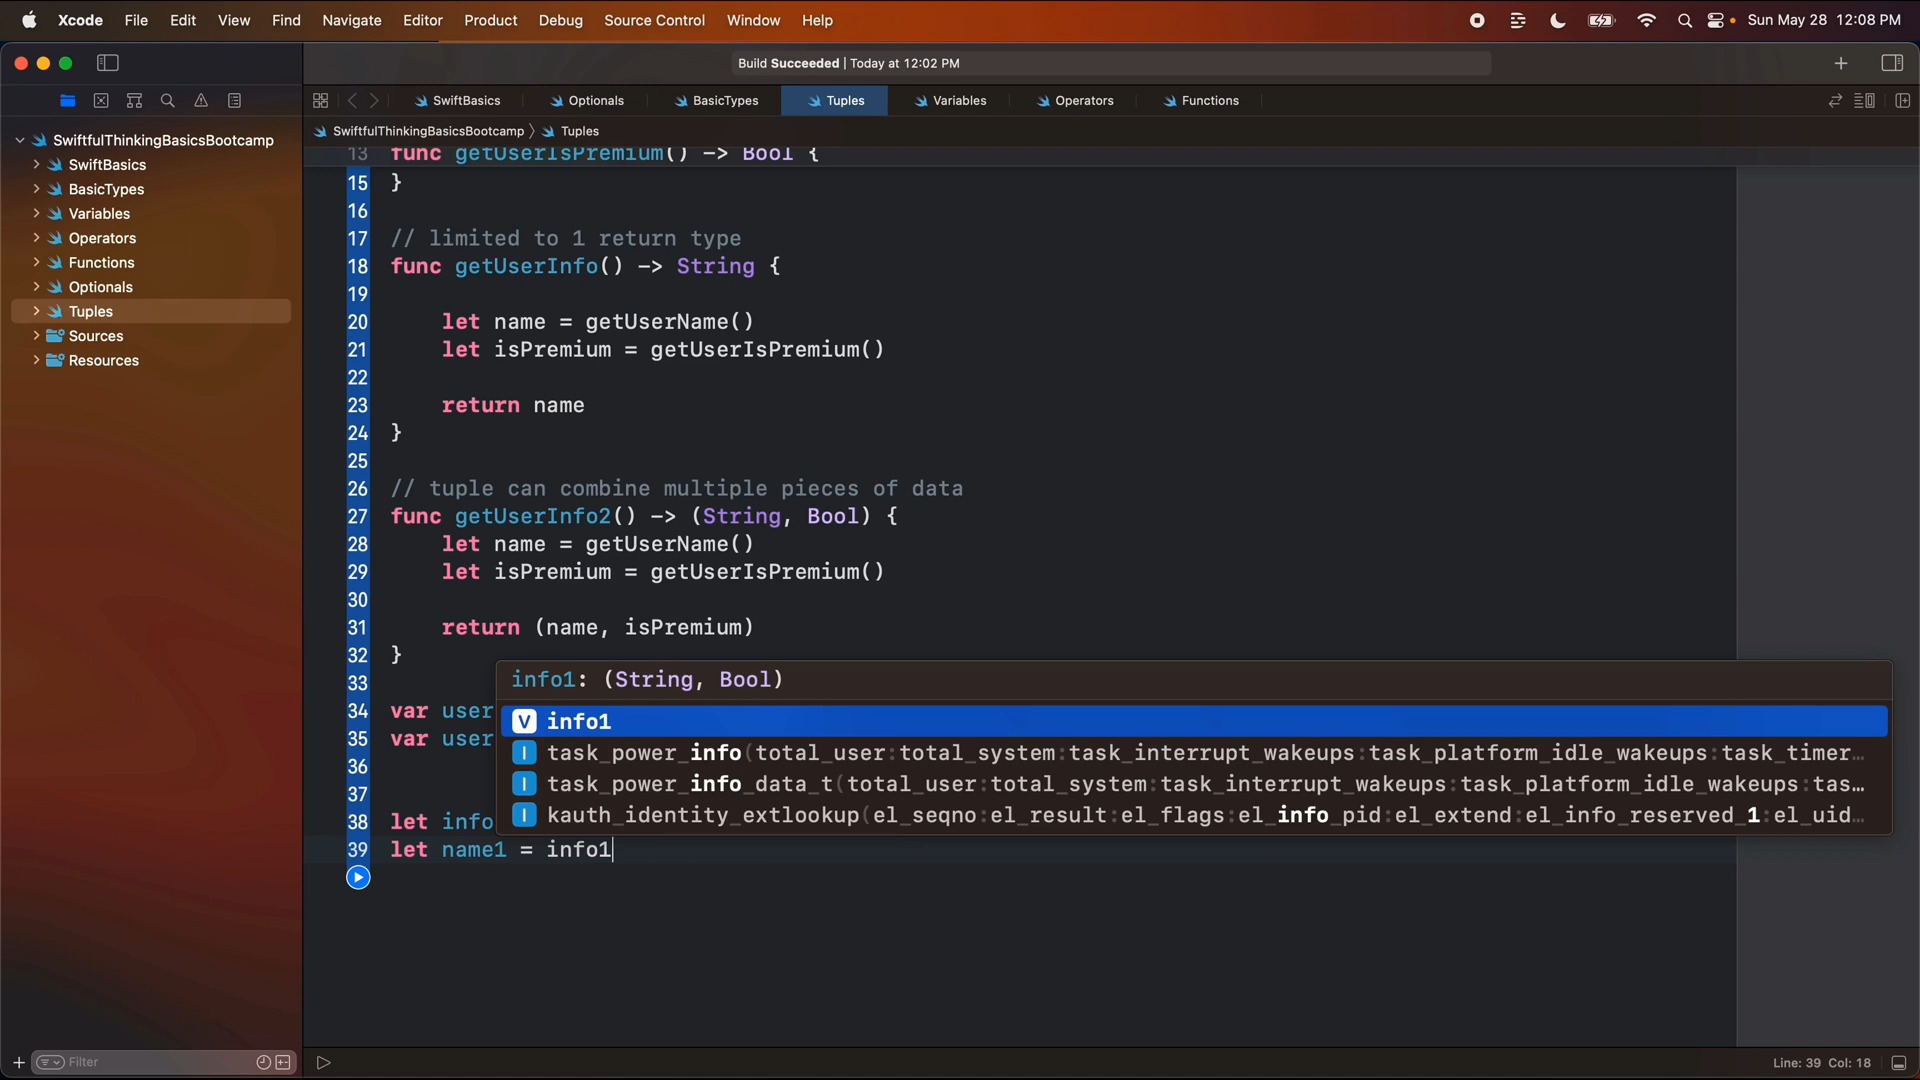 Xcode File Edit View Find Navigate Editor Product Debug Source Control Window Help Sun May 28 12:08 PM
Build Succeeded | Today at 12:02 PM
SwiftBasics Optionals BasicTypes Tuples Variables Operators Functions
SwiftfulThinkingBasicsBootcamp 〉 Tuples
SwiftfulThinkingBasicsBootcamp
SwiftBasics
BasicTypes
Variables
Operators
Functions
Optionals
Tuples
Sources
Resources
13 func getUserIsPremium() -> Bool {
15 }
16
17 // limited to 1 return type
18 func getUserInfo() -> String {
19
20 let name = getUserName()
21 let isPremium = getUserIsPremium()
22
23 return name
24 }
25
26 // tuple can combine multiple pieces of data
27 func getUserInfo2() -> (String, Bool) {
28 let name = getUserName()
29 let isPremium = getUserIsPremium()
30
31 return (name, isPremium)
32 }
33
34 var user
35 var user
36
37
38 let info
39 let name1 = info1
info1: (String, Bool)
V info1
I task_power_info(total_user:total_system:task_interrupt_wakeups:task_platform_idle_wakeups:task_timer…
I task_power_info_data_t(total_user:total_system:task_interrupt_wakeups:task_platform_idle_wakeups:tas…
I kauth_identity_extlookup(el_seqno:el_result:el_flags:el_info_pid:el_extend:el_info_reserved_1:el_uid…
Filter
Line: 39 Col: 18